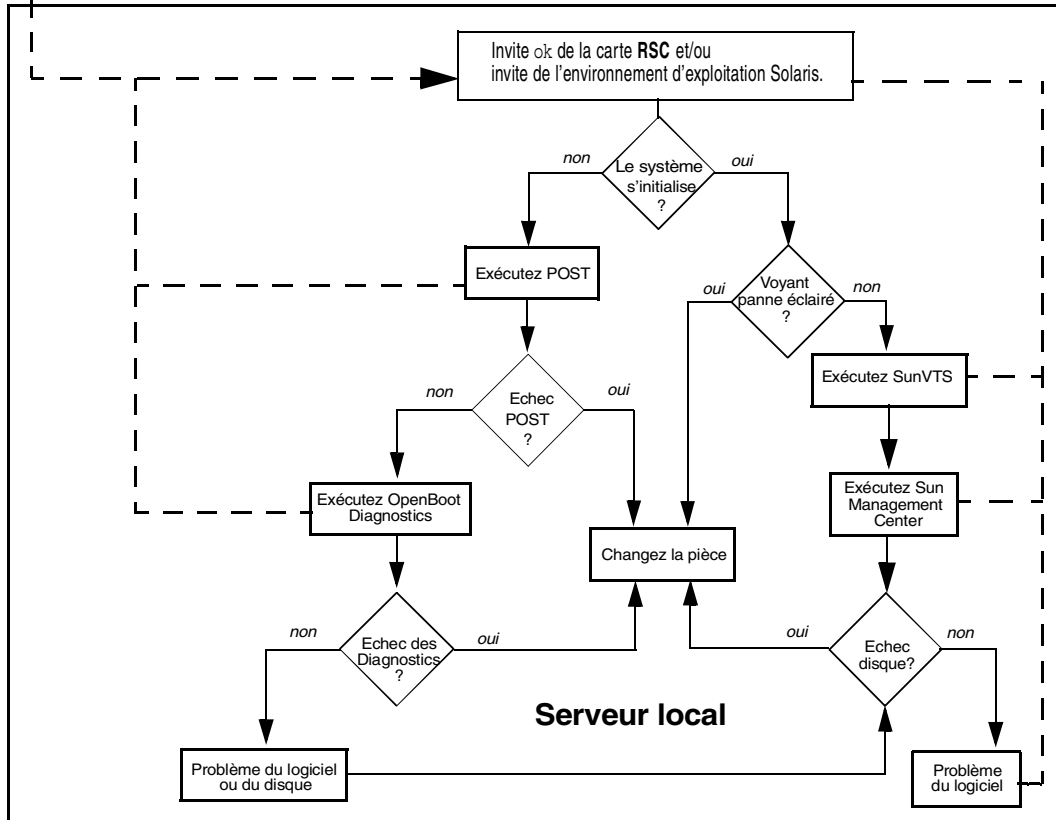 Invite ok de la carte RSC et/ou
invite de l'environnement d'exploitation Solaris.
non
Le système
s'initialise
?
oui
Exécutez POST
oui
Voyant
panne éclairé
?
non
Exécutez SunVTS
non
Echec
POST
?
oui
Exécutez OpenBoot
Diagnostics
Changez la pièce
Exécutez Sun
Management
Center
non
Echec des
Diagnostics
?
oui
oui
Echec
disque?
non
Serveur local
Problème du logiciel
ou du disque
Problème
du logiciel